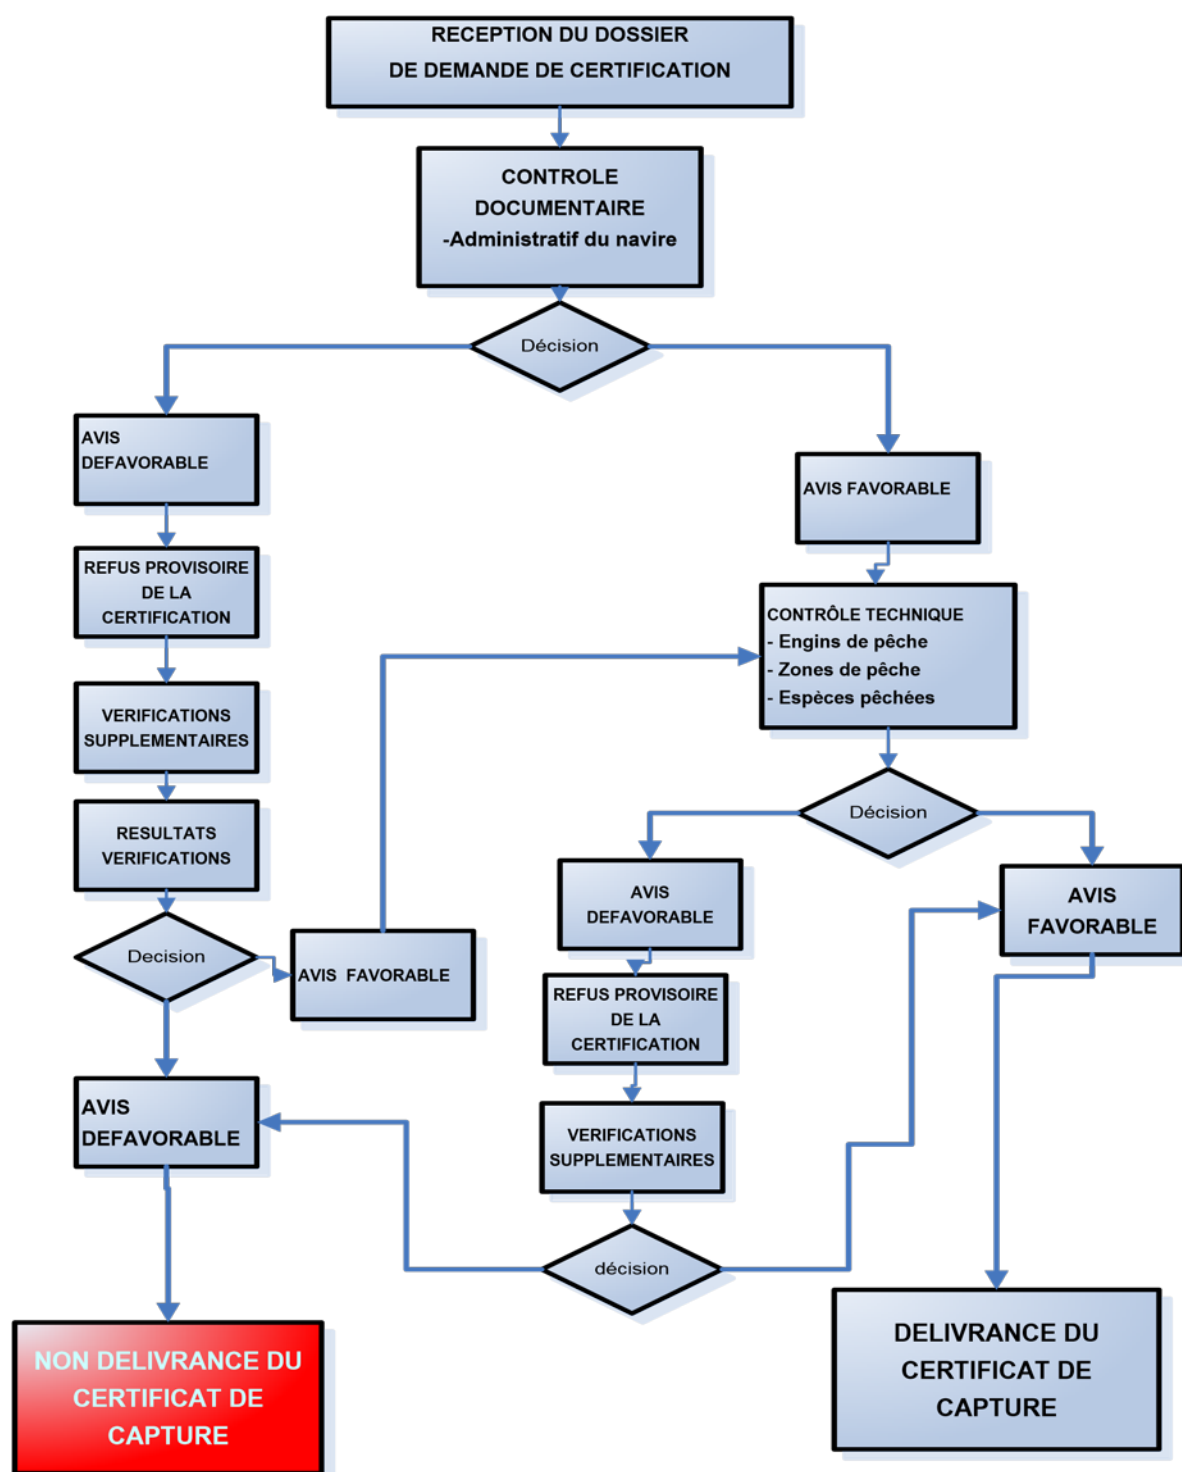 RECEPTION DU DOSSIER
DE DEMANDE DE CERTIFICATION
CONTROLE
DOCUMENTAIRE
-Administratif du navire
Décision
AVIS
DEFAVORABLE
AVIS FAVORABLE
REFUS PROVISOIRE
DE LA
CERTIFICATION
CONTRÔLE TECHNIQUE
- Engins de pêche
- Zones de pêche
- Espèces pêchées
VERIFICATIONS
SUPPLEMENTAIRES
RESULTATS
VERIFICATIONS
Décision
AVIS
DEFAVORABLE
AVIS
FAVORABLE
Decision
AVIS FAVORABLE
REFUS PROVISOIRE
DE LA
CERTIFICATION
AVIS
DEFAVORABLE
VERIFICATIONS
SUPPLEMENTAIRES
décision
NON DELIVRANCE DU
CERTIFICAT DE
CAPTURE
DELIVRANCE DU
CERTIFICAT DE
CAPTURE